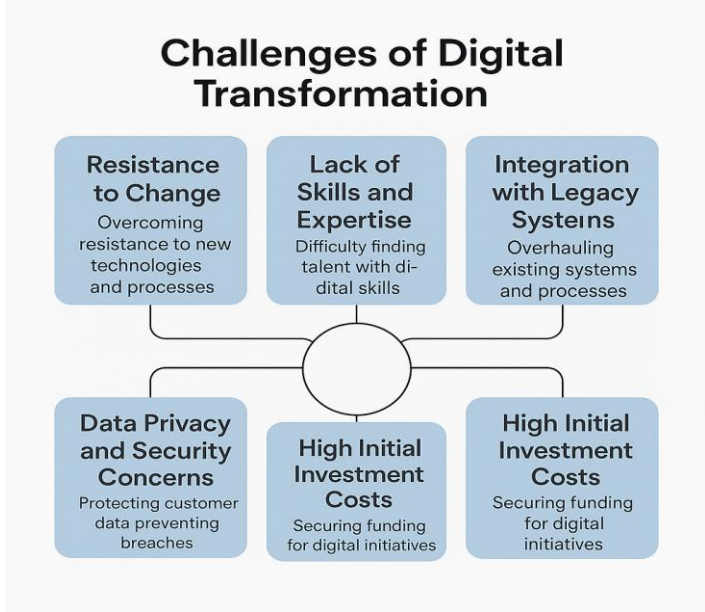 Challenges of Digital
Transformation
Resistance
to Change
Overcoming
resistance to new
technologies
and processes
Lack of
Skills and
Expertise
Difficulty finding
talent with di-
dital skills
Integration
with Legacy
Systeıns
Overhauling
existing systems
and processes
Data Privacy
and Security
Concerns
Protecting customer
data preventing
breaches
High Initial
Investment
Costs
Securing funding
for digital initiatives
High Initial
Investment
Costs
Securing funding
for digital
initiatives